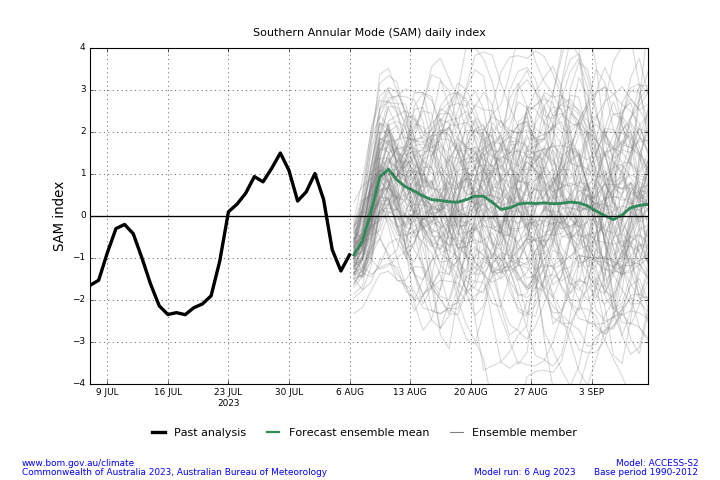 Southern Annular Mode (SAM) daily index
4
3
2
1
0
−1
−2
−3
−4
SAM index
9 JUL 16 JUL 23 JUL 30 JUL 6 AUG 13 AUG 20 AUG 27 AUG 3 SEP
2023
Past analysis Forecast ensemble mean Ensemble member
www.bom.gov.au/climate Model: ACCESS-S2
Commonwealth of Australia 2023, Australian Bureau of Meteorology Model run: 6 Aug 2023 Base period 1990-2012